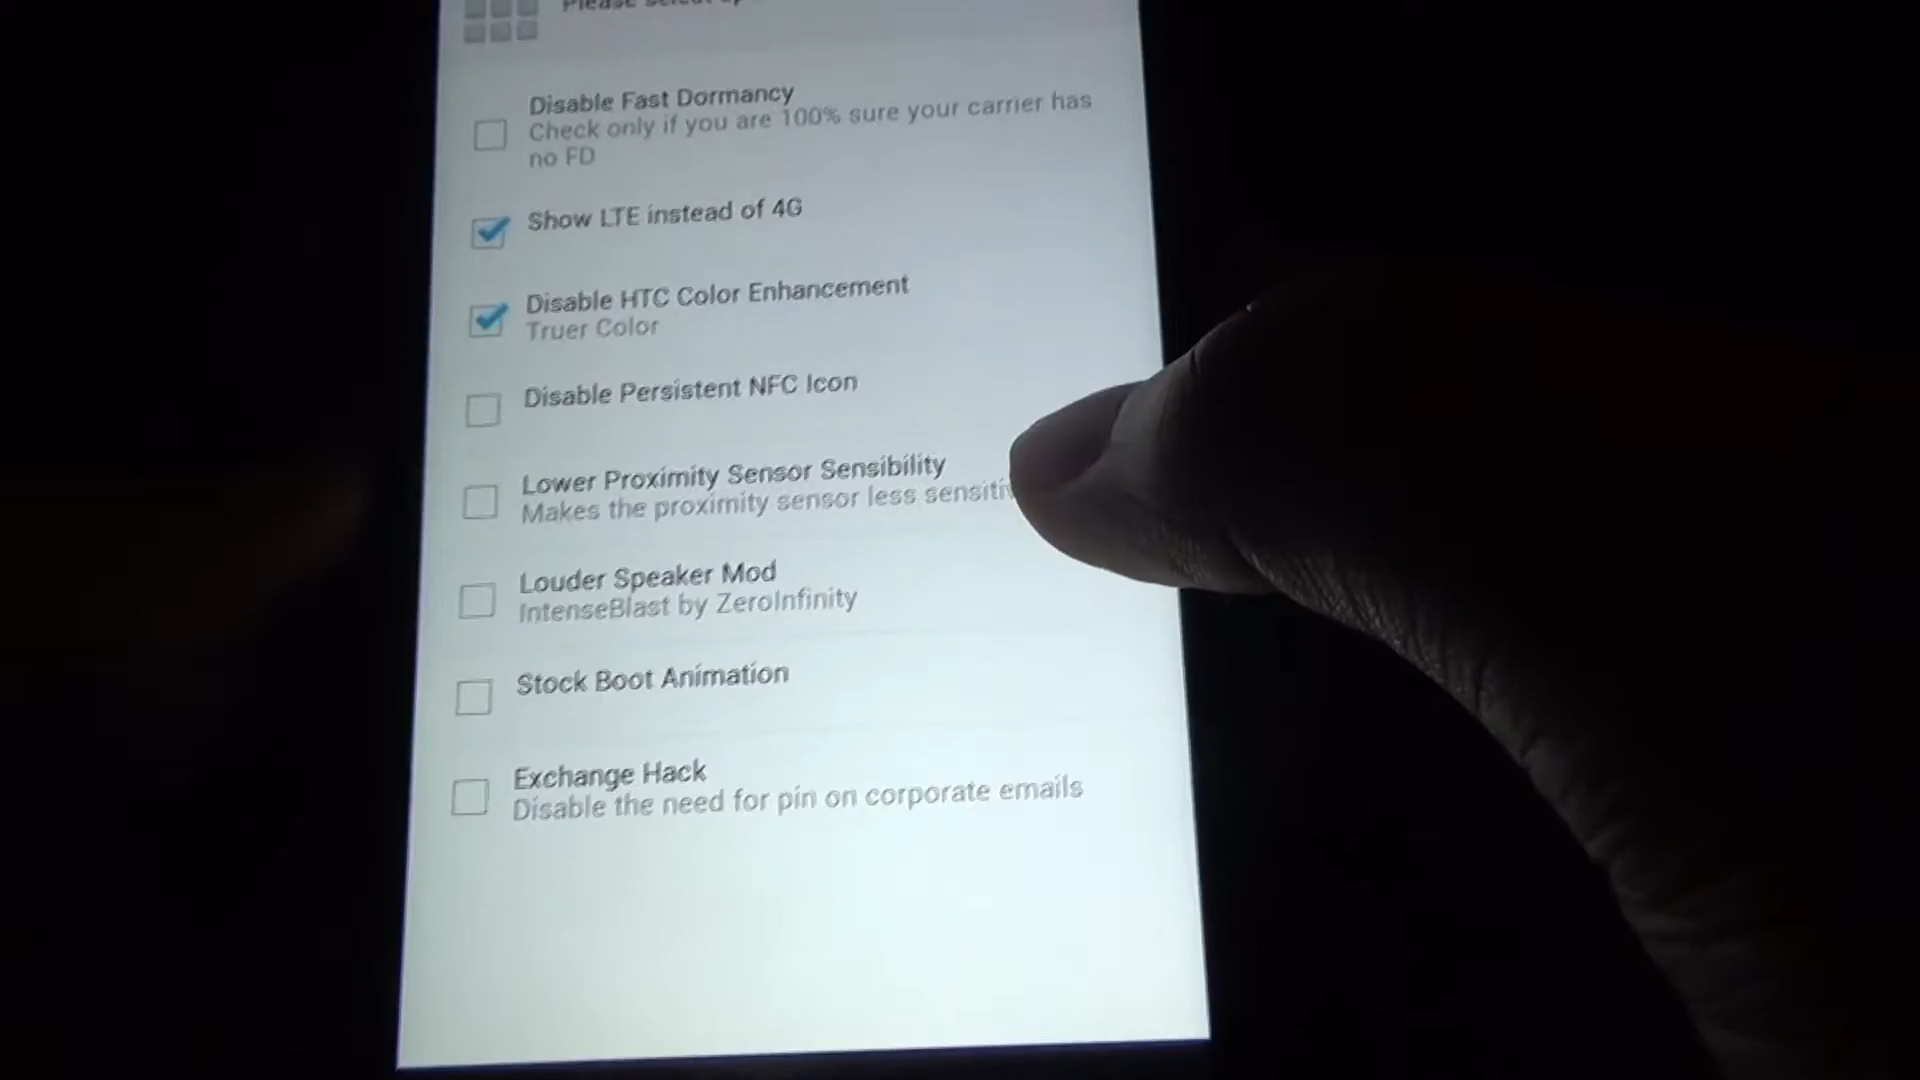 Please select
Disable Fast Dormancy
Check only if you are 100% sure your carrier has
no FD
Show LTE instead of 4G
Disable HTC Color Enhancement
Truer Color
Disable Persistent NFC Icon
Lower Proximity Sensor Sensibility
Makes the proximity sensor less
Louder Speaker Mod
IntenseBlast by ZeroInfinity
Stock Boot Animation
Exchange Hack
Disable the need for pin on corporate emails